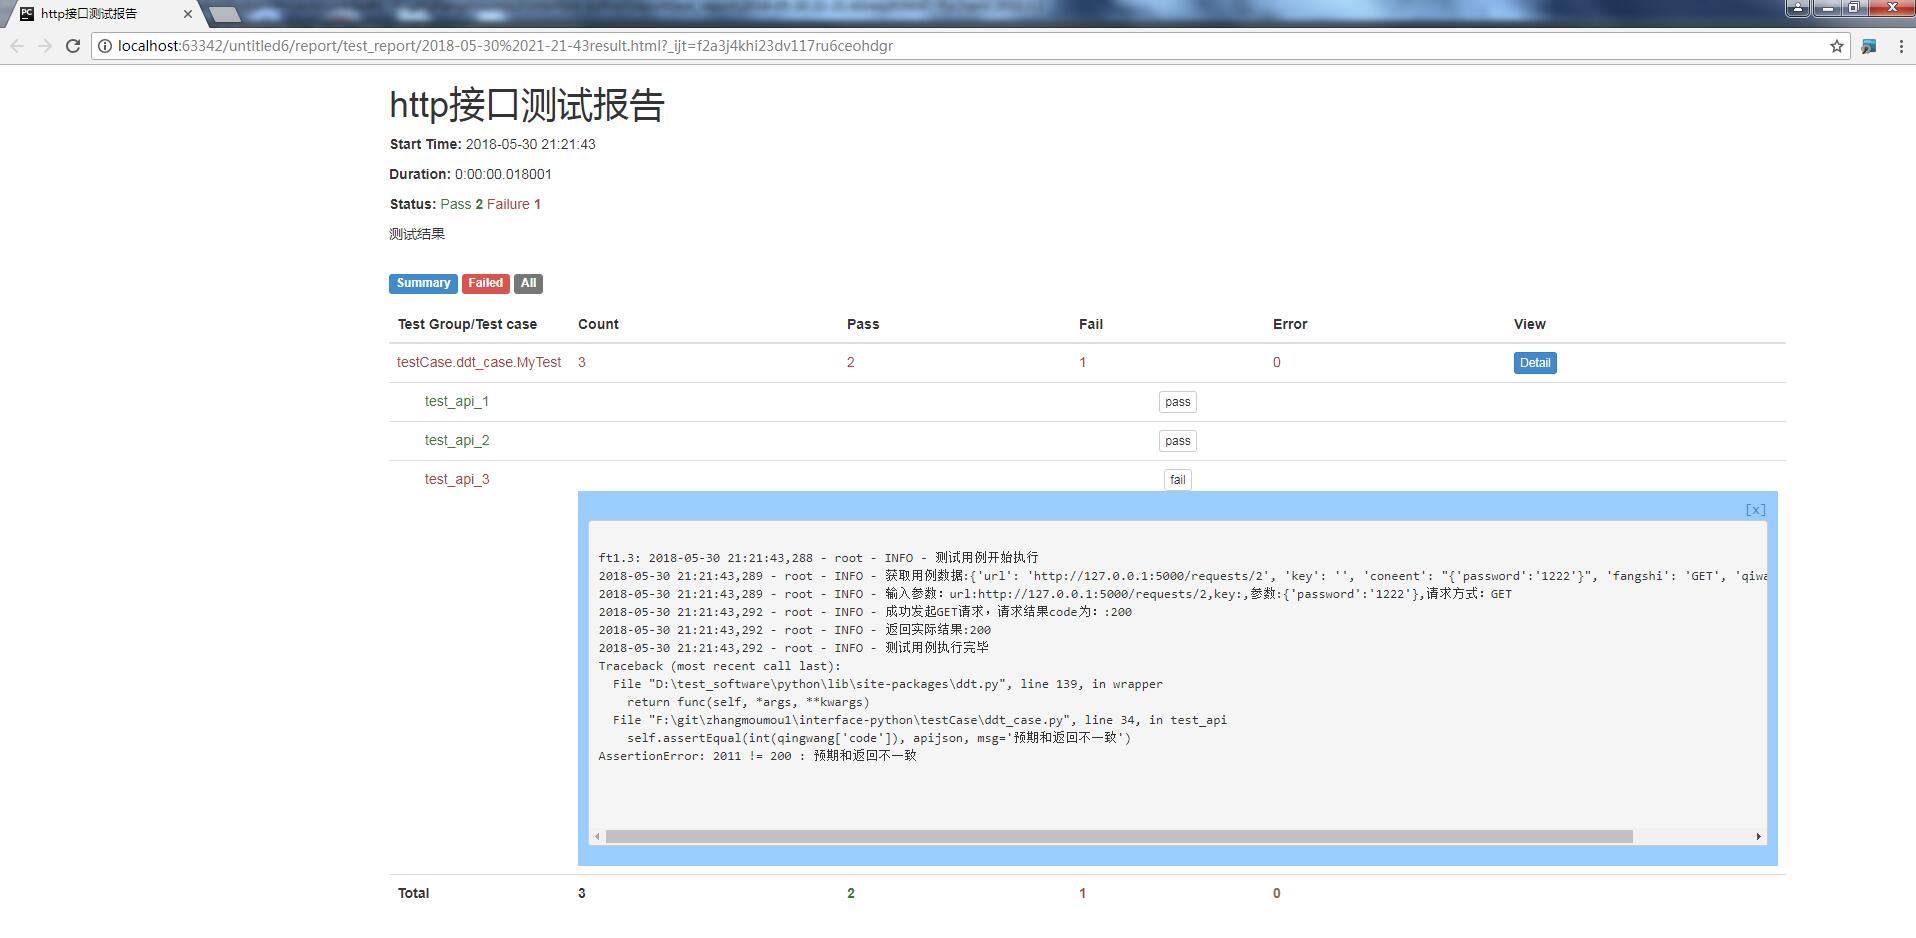 http接口测试报告
localhost:63342/untitled6/report/test_report/2018-05-30%2021-21-43result.html?_ijt=f2a3j4khi23dv117ru6ceohdgr
http接口测试报告
Start Time: 2018-05-30 21:21:43
Duration: 0:00:00.018001
Status: Pass 2 Failure 1
测试结果
Summary Failed All
Test Group/Test case Count Pass Fail Error View
testCase.ddt_case.MyTest 3 2 1 0 Detail
test_api_1 pass
test_api_2 pass
test_api_3 fail
[x]
ft1.3: 2018-05-30 21:21:43,288 - root - INFO - 测试用例开始执行
2018-05-30 21:21:43,289 - root - INFO - 获取用例数据:{'url': 'http://127.0.0.1:5000/requests/2', 'key': '', 'coneent': "{'password':'1222'}", 'fangshi': 'GET', 'qiwa
2018-05-30 21:21:43,289 - root - INFO - 输入参数: url:http://127.0.0.1:5000/requests/2,key:,参数:{'password':'1222'},请求方式: GET
2018-05-30 21:21:43,292 - root - INFO - 成功发起GET请求，请求结果code为: :200
2018-05-30 21:21:43,292 - root - INFO - 返回实际结果:200
2018-05-30 21:21:43,292 - root - INFO - 测试用例执行完毕
Traceback (most recent call last):
File "D:\test_software\python\lib\site-packages\ddt.py", line 139, in wrapper
return func(self, *args, **kwargs)
File "F:\git\zhangmoumou1\interface-python\testCase\ddt_case.py", line 34, in test_api
self.assertEqual(int(qingwang['code']), apijson, msg='预期和返回不一致')
AssertionError: 2011 != 200 : 预期和返回不一致
Total 3 2 1 0